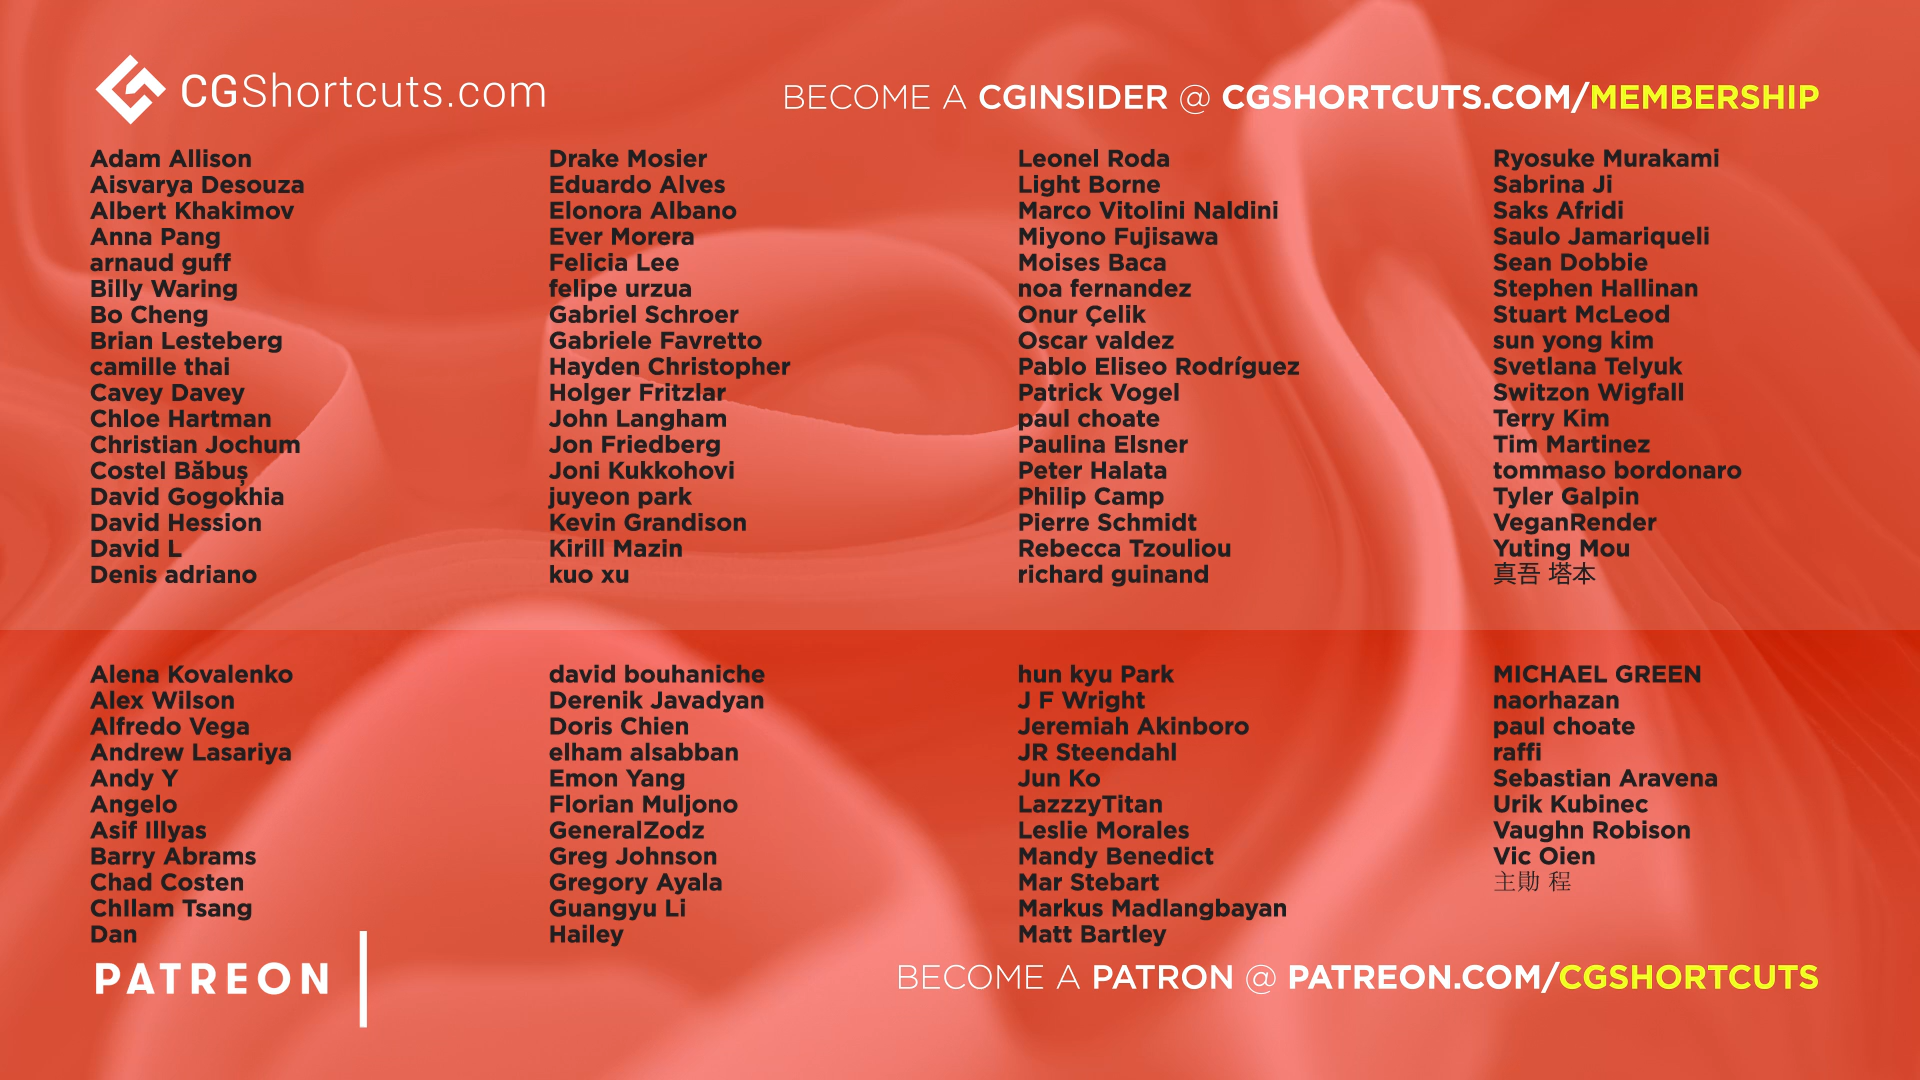 CGShortcuts.com
BECOME A CGINSIDER @ CGSHORTCUTS.COM/MEMBERSHIP
Adam Allison
Aisvarya Desouza
Albert Khakimov
Anna Pang
arnaud guff
Billy Waring
Bo Cheng
Brian Lesteberg
camille thai
Cavey Davey
Chloe Hartman
Christian Jochum
Costel Băbuș
David Gogokhia
David Hession
David L
Denis adriano
Drake Mosier
Eduardo Alves
Elonora Albano
Ever Morera
Felicia Lee
felipe urzua
Gabriel Schroer
Gabriele Favretto
Hayden Christopher
Holger Fritzlar
John Langham
Jon Friedberg
Joni Kukkohovi
juyeon park
Kevin Grandison
Kirill Mazin
kuo xu
Leonel Roda
Light Borne
Marco Vitolini Naldini
Miyono Fujisawa
Moises Baca
noa fernandez
Onur Çelik
Oscar valdez
Pablo Eliseo Rodríguez
Patrick Vogel
paul choate
Paulina Elsner
Peter Halata
Philip Camp
Pierre Schmidt
Rebecca Tzouliou
richard guinand
Ryosuke Murakami
Sabrina Ji
Saks Afridi
Saulo Jamariqueli
Sean Dobbie
Stephen Hallinan
Stuart McLeod
sun yong kim
Svetlana Telyuk
Switzon Wigfall
Terry Kim
Tim Martinez
tommaso bordonaro
Tyler Galpin
VeganRender
Yuting Mou
真吾 塔本
Alena Kovalenko
Alex Wilson
Alfredo Vega
Andrew Lasariya
Andy Y
Angelo
Asif Illyas
Barry Abrams
Chad Costen
ChIlam Tsang
Dan
david bouhaniche
Derenik Javadyan
Doris Chien
elham alsabban
Emon Yang
Florian Muljono
GeneralZodz
Greg Johnson
Gregory Ayala
Guangyu Li
Hailey
hun kyu Park
J F Wright
Jeremiah Akinboro
JR Steendahl
Jun Ko
LazzzyTitan
Leslie Morales
Mandy Benedict
Mar Stebart
Markus Madlangbayan
Matt Bartley
MICHAEL GREEN
naorhazan
paul choate
raffi
Sebastian Aravena
Urik Kubinec
Vaughn Robison
Vic Oien
主勛 程
PATREON
BECOME A PATRON @ PATREON.COM/CGSHORTCUTS